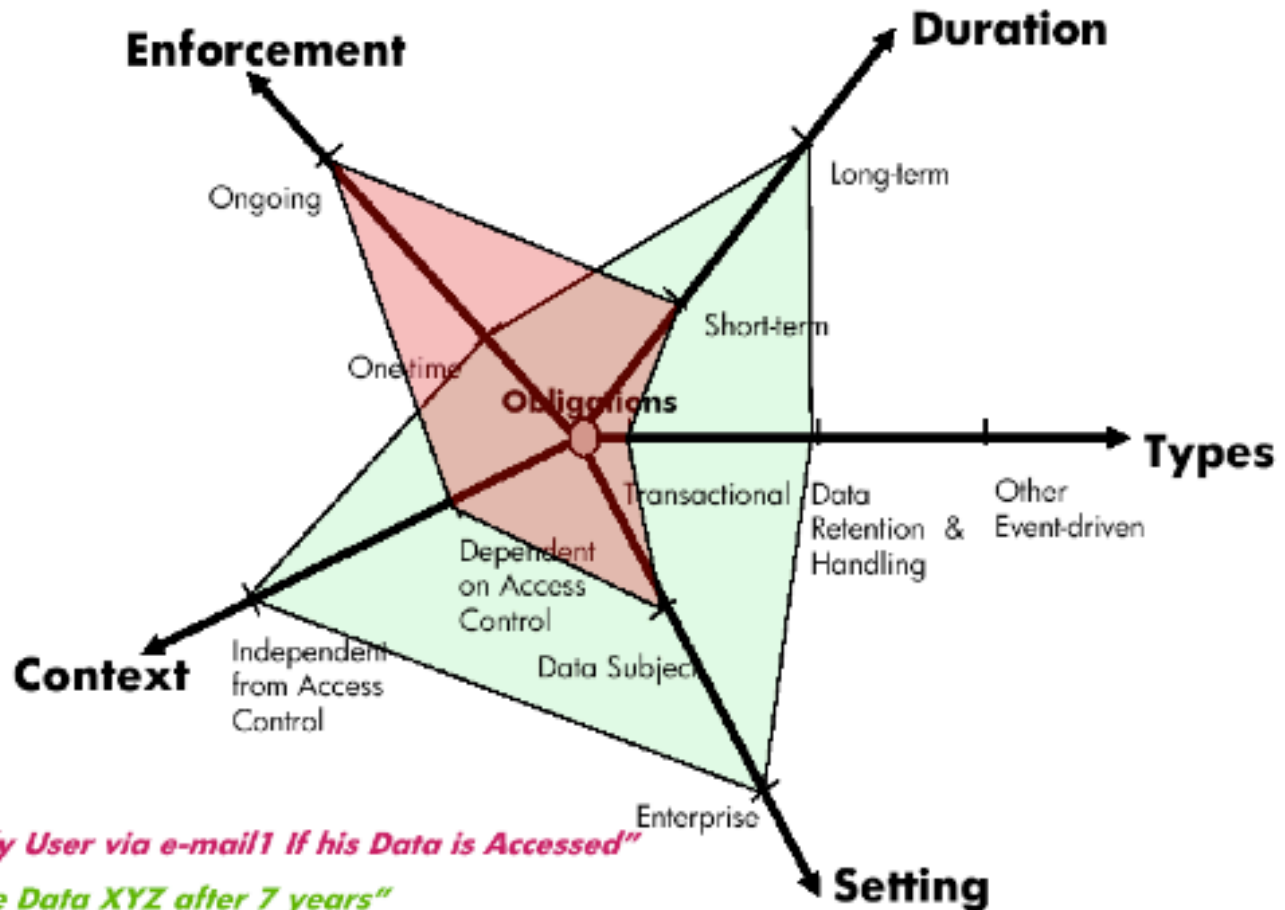 Duration
Enforcement
Long-term
Ongoing
Short-term
One-time
Obligations
Types
Transactional
Data
Retention &
Handling
Other
Event-driven
Dependent
on Access
Control
Independent
from Access
Control
Context
Data Subject
Enterprise
User via e-mail1 If his Data is Accessed”
Data XYZ after 7 years”
Setting